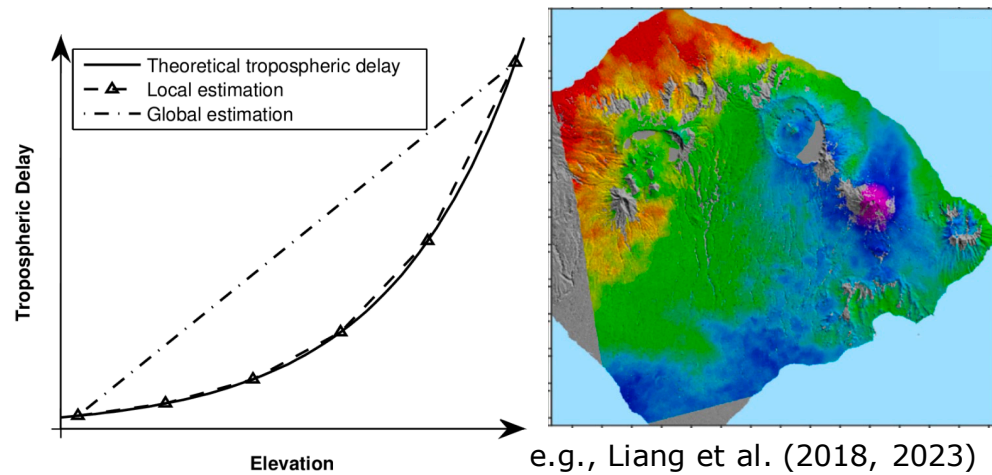 Theoretical tropospheric delay
Local estimation
Global estimation
Tropospheric Delay
Elevation
e.g., Liang et al. (2018, 2023)